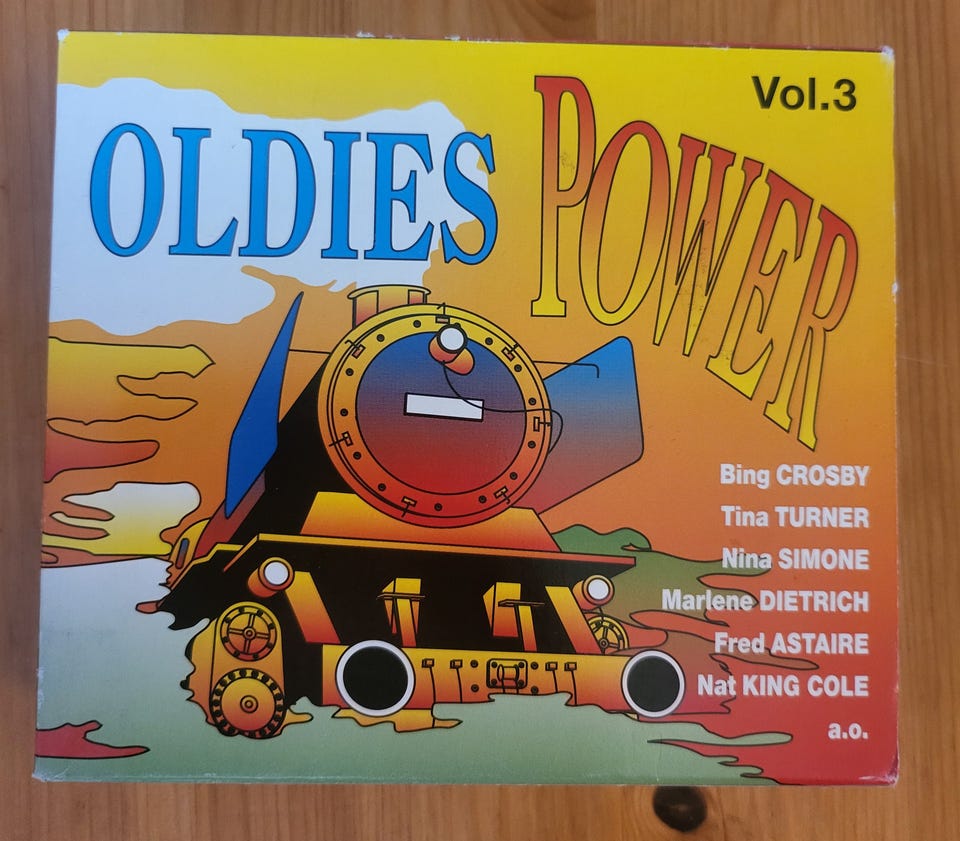 Vol.3
OLDIES POWER
Bing CROSBY
Tina TURNER
Nina SIMONE
Marlene DIETRICH
Fred ASTAIRE
Nat KING COLE
a.o.